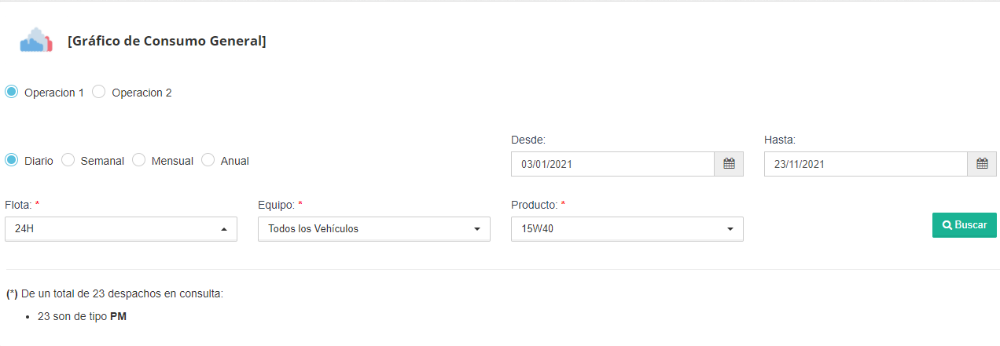 [Gráfico de Consumo General]
Operacion 1 Operacion 2
Desde: Hasta:
Diario Semanal Mensual Anual 03/01/2021 23/11/2021
Flota: * Equipo: * Producto: *
24H Todos los Vehículos 15W40 Buscar
(*) De un total de 23 despachos en consulta:
• 23 son de tipo PM